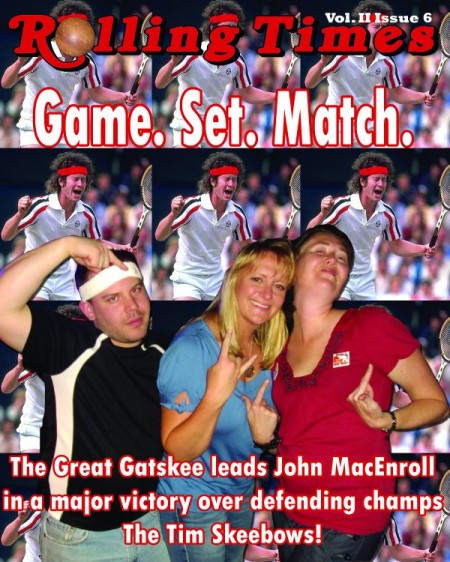 Vol. II Issue 6
Rolling Times
Game. Set. Match.
The Great Gatskee leads John MacEnroll
in a major victory over defending champs
The Tim Skeebows!